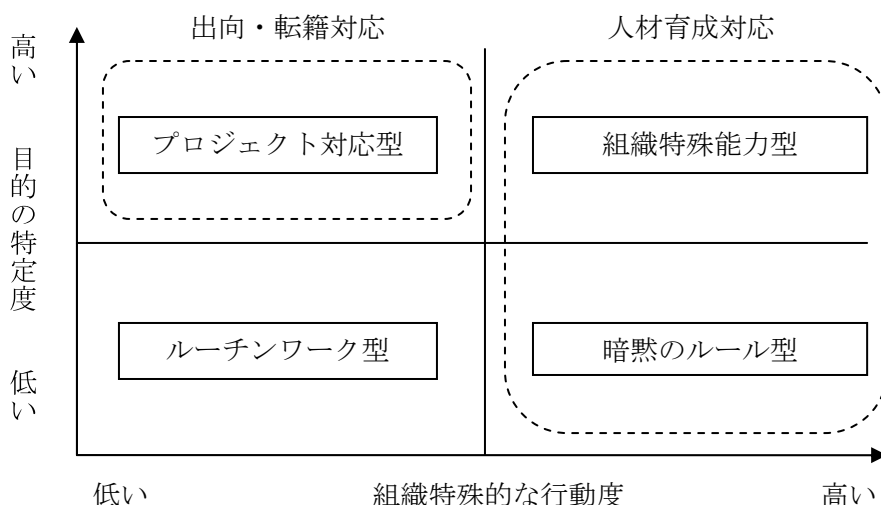 出向・転籍対応
人材育成対応
高い
プロジェクト対応型
組織特殊能力型
目的の特定度
ルーチンワーク型
暗黙のルール型
低い
低い
組織特殊的な行動度
高い